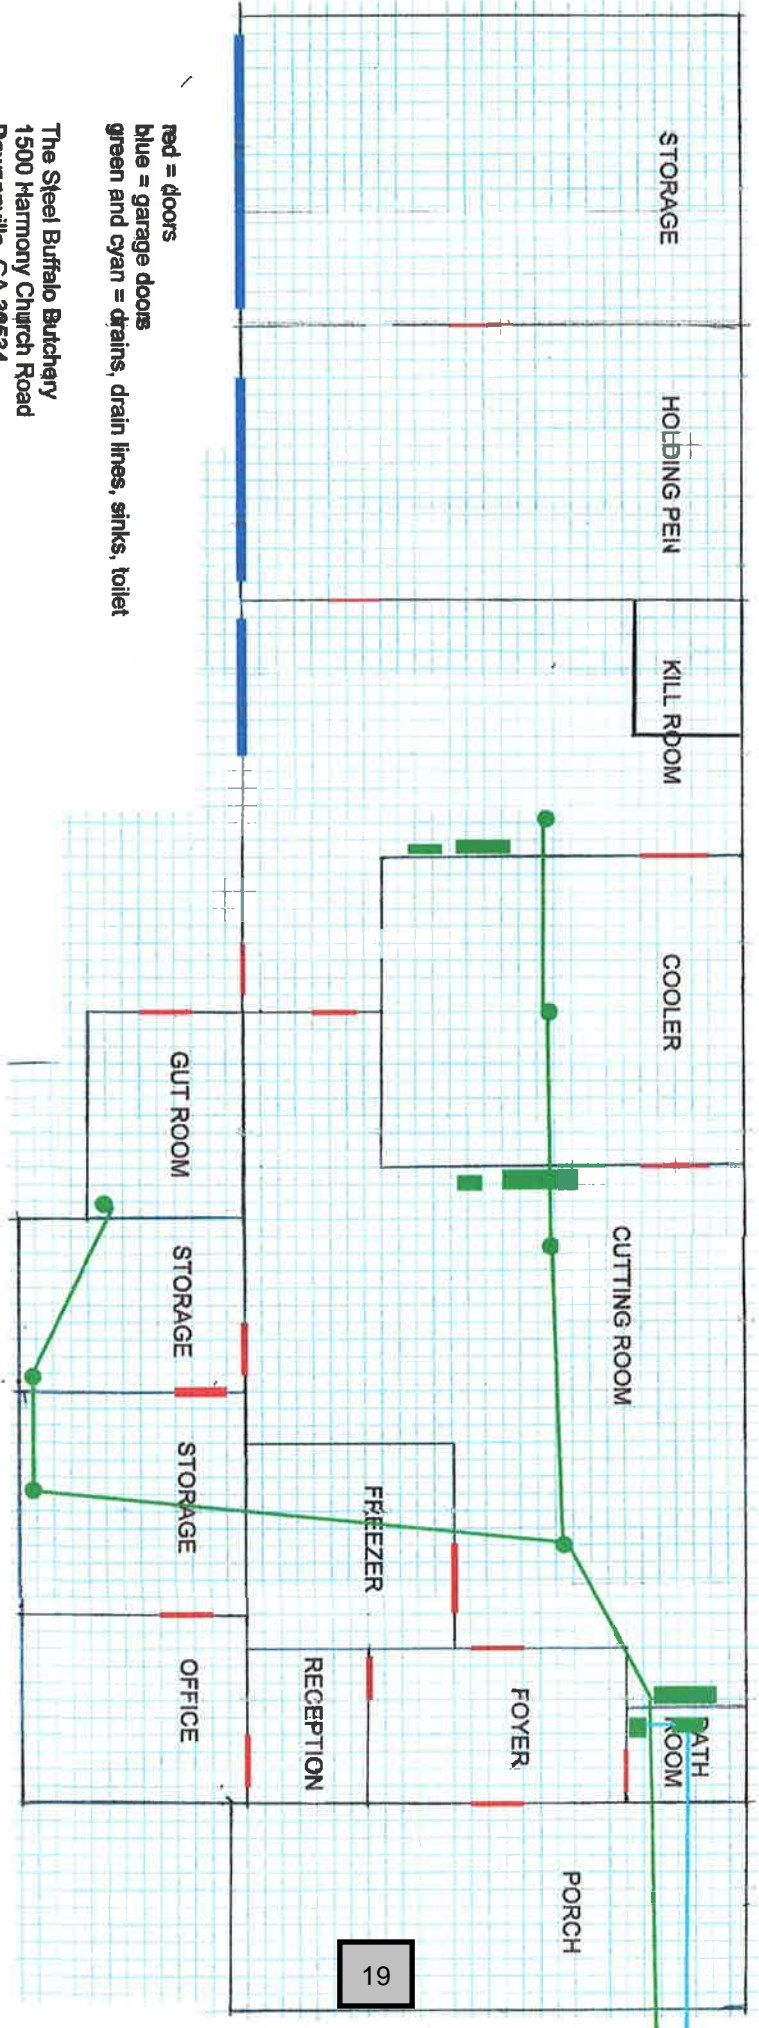 STORAGE
HOLDING PEN
KILL ROOM
COOLER
CUTTING ROOM
GUT ROOM
STORAGE
STORAGE
FREEZER
OFFICE
RECEPTION
FOYER
PORCH
red = doors
blue = garage doors
green and cyan = drains, drain lines, sinks, toilet
The Steel Buffalo Butchery
1500 Harmony Church Road
19